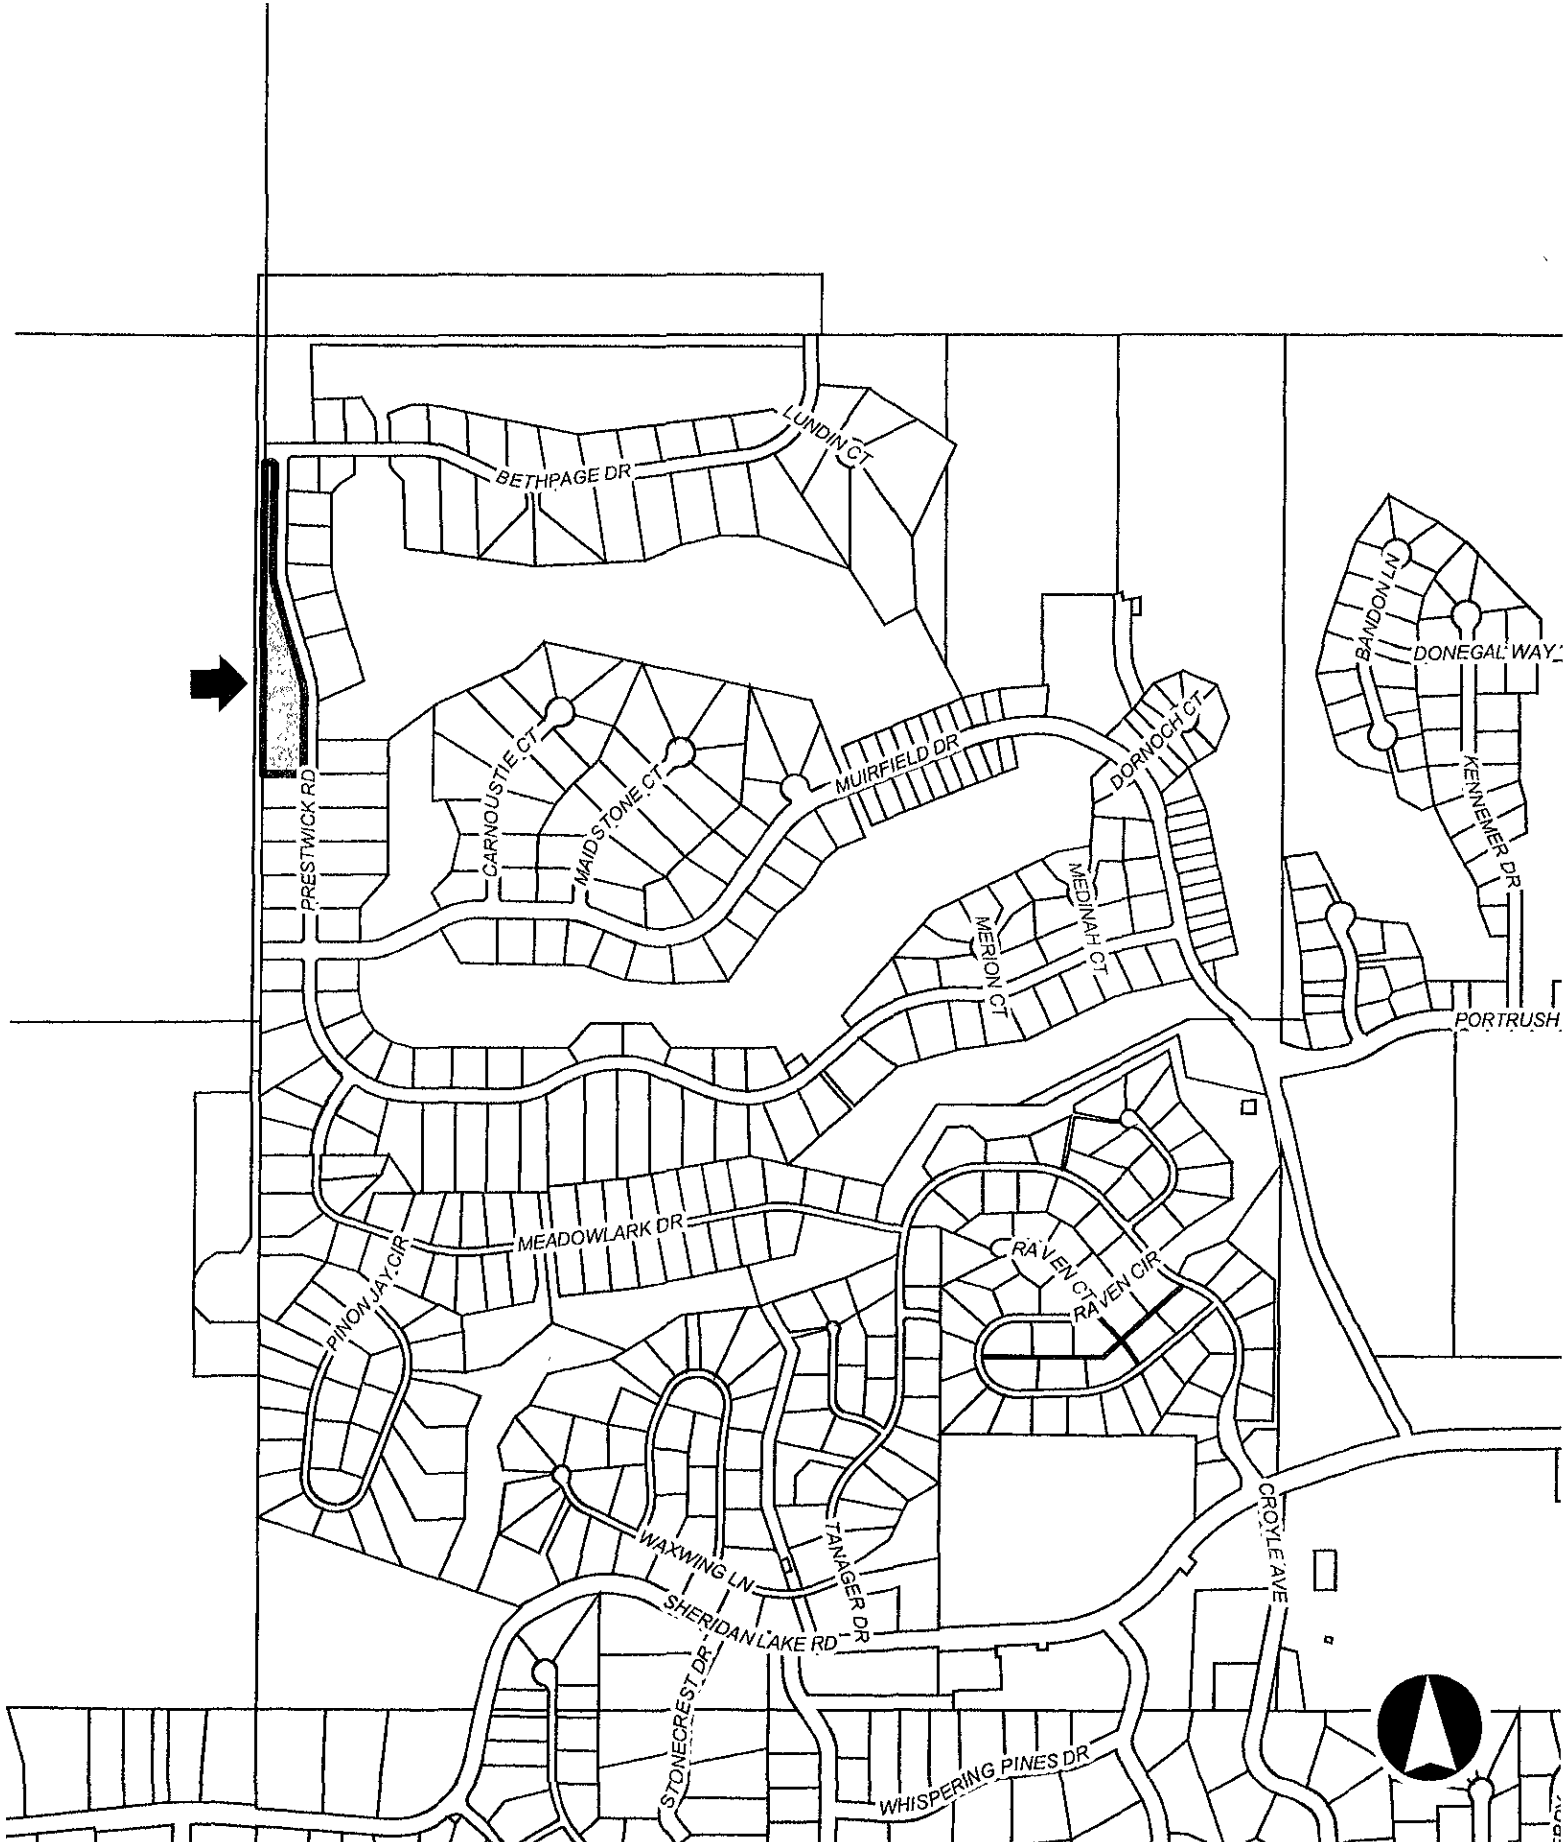 LUNDIN CT
BETHPAGE DR
BANDON LN
DONEGAL WAY
DORNOCH CT
MUIRFIELD DR
CARNOUSTIE CT
MAIDSTONE CT
PRESTWICK RD
KENNEMER DR
MEDINAH CT
MERION CT
PORTRUSH
MEADOWLARK DR
PINON JAY CIR
RAVEN CT
RAVEN CIR
CROYLE AVE
WAXWING LN
TANAGER DR
SHERIDAN LAKE RD
STONECREST DR
WHISPERING PINES DR